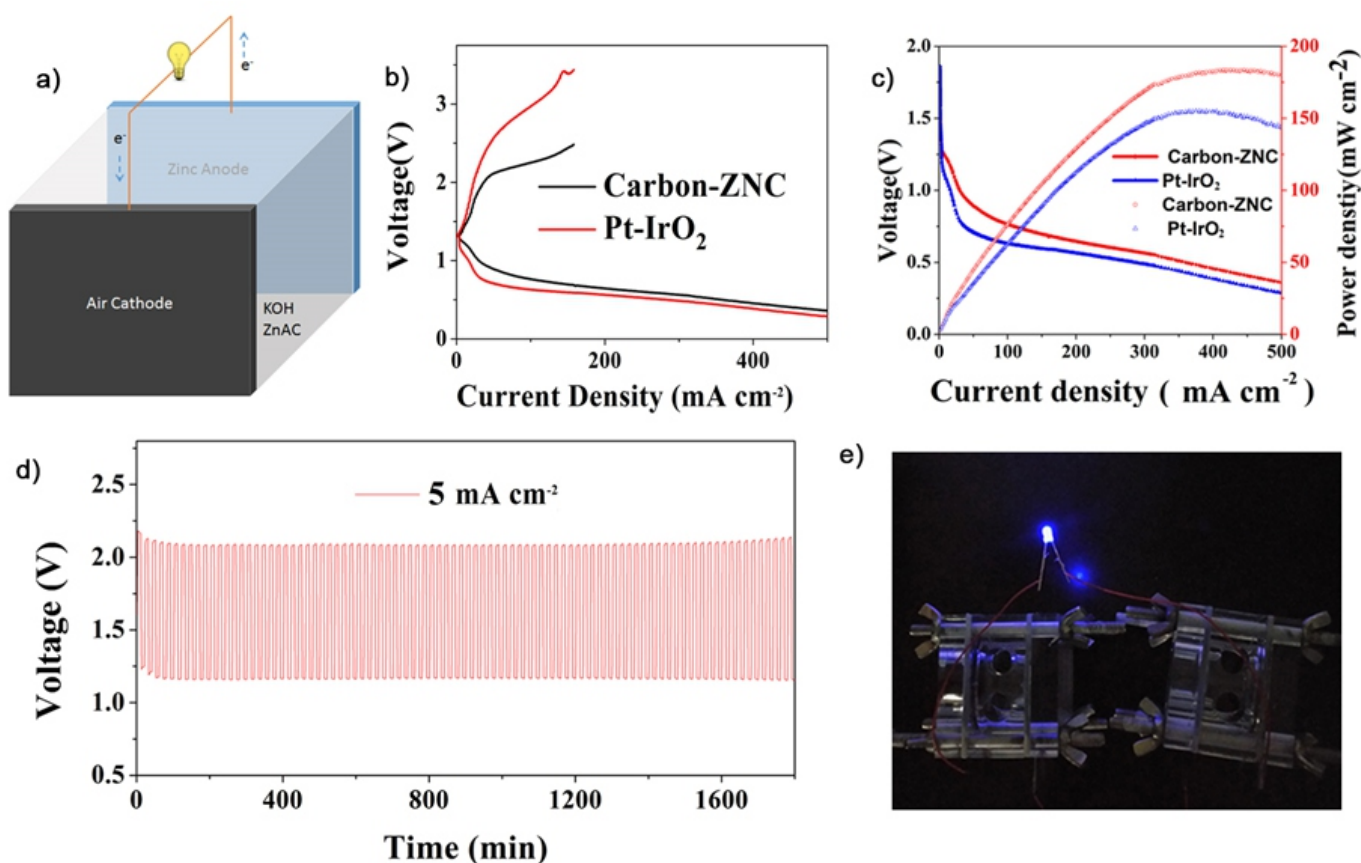 a)
e⁻
e⁻
Zinc Anode
Air Cathode
KOH
ZnAC
b)
Voltage(V)
3
2
1
0
Carbon-ZNC
Pt-IrO₂
0
200
400
Current Density (mA cm⁻²)
c)
Voltage(V)
2.0
1.5
1.0
0.5
0.0
Carbon-ZNC
Pt-IrO₂
Carbon-ZNC
Pt-IrO₂
200
150
100
50
0
Power density(mW cm⁻²)
0
100
200
300
400
500
Current density ( mA cm⁻²)
d)
Voltage (V)
2.5
2.0
1.5
1.0
0.5
5 mA cm⁻²
0
400
800
1200
1600
Time (min)
e)